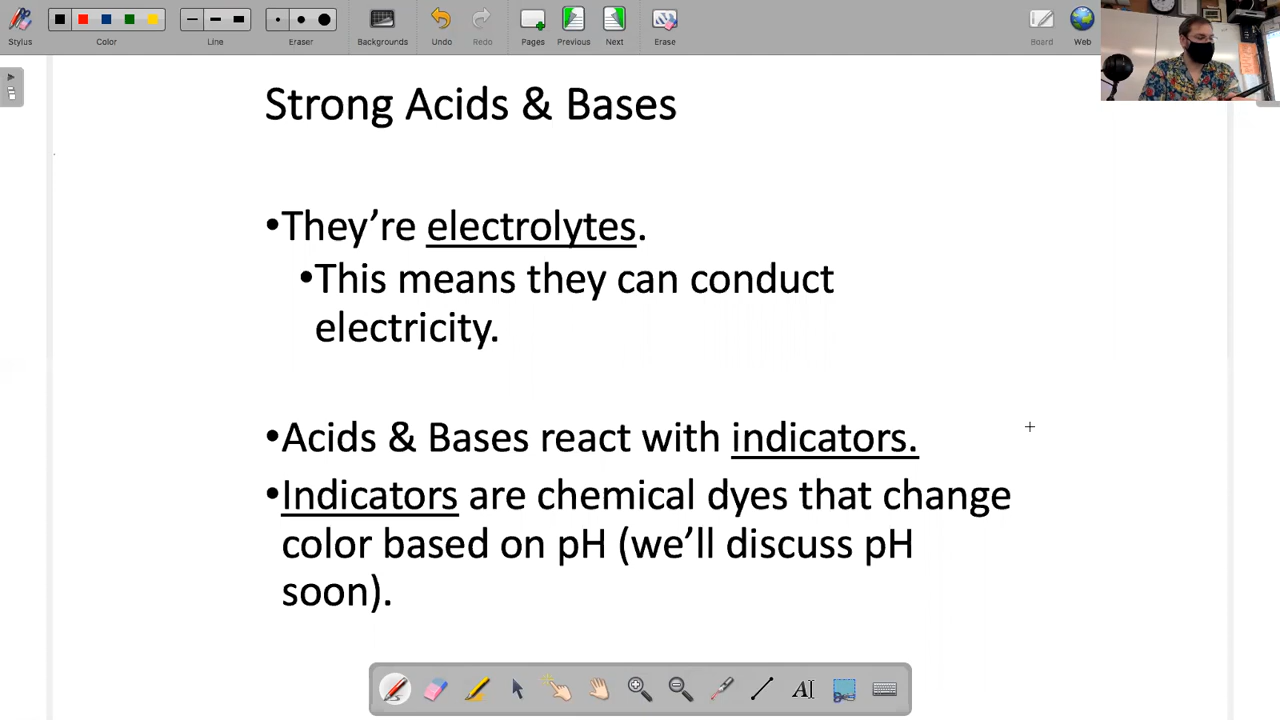 Stylus Color Line Eraser Backgrounds Undo Redo Pages Previous Next Erase Board Web
Strong Acids & Bases
•They’re electrolytes.
•This means they can conduct
electricity.
•Acids & Bases react with indicators.
•Indicators are chemical dyes that change
color based on pH (we’ll discuss pH
soon).